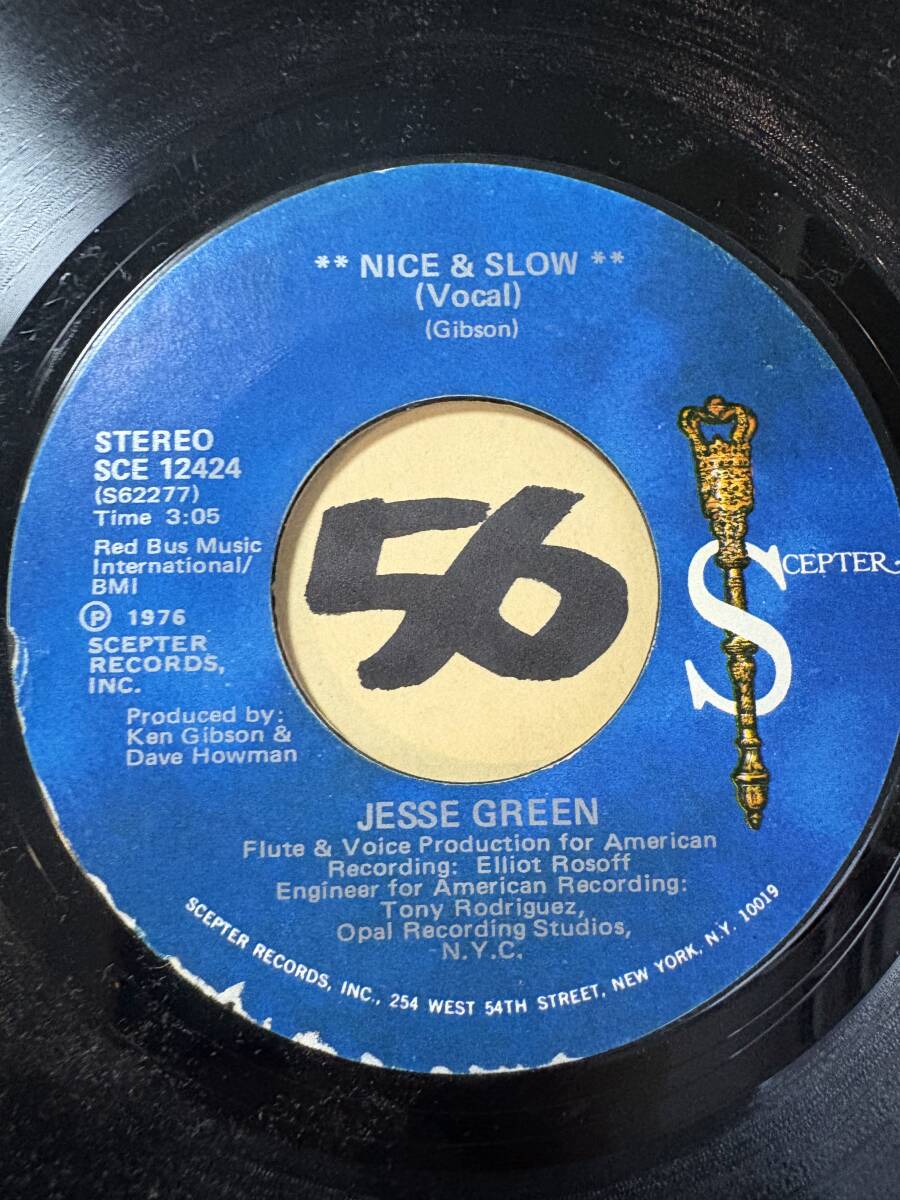 ** NICE & SLOW **
(Vocal)
(Gibson)
STEREO
SCE 12424
(S62277)
Time 3:05
Red Bus Music
International/
BMI
Ⓟ 1976
SCEPTER
RECORDS,
INC.
Produced by:
Ken Gibson &
Dave Howman
56
SCEPTER
JESSE GREEN
Flute & Voice Production for American
Recording: Elliot Rosoff
Engineer for American Recording:
Tony Rodriguez,
Opal Recording Studios,
N.Y.C.
SCEPTER RECORDS, INC., 254 WEST 54TH STREET, NEW YORK, N.Y. 10019